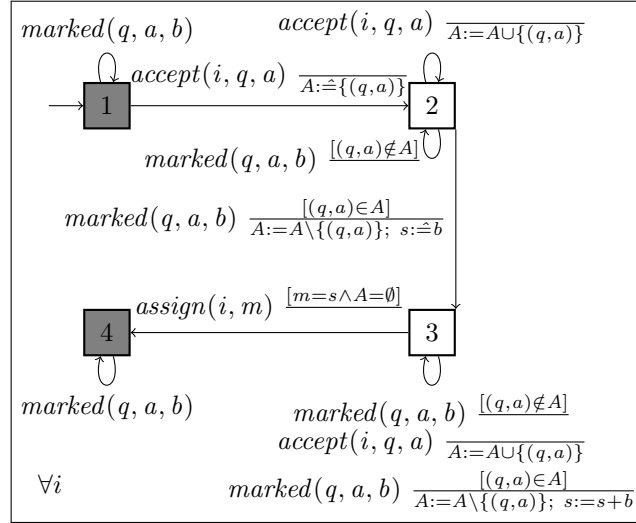 marked(q, a, b)
accept(i, q, a) A:=A∪{(q,a)}
accept(i, q, a) A:≙{(q,a)}
1
2
marked(q, a, b) [(q,a)∉A]
marked(q, a, b) [(q,a)∈A] A:=A\{(q,a)}; s:≙b
assign(i, m) [m=s∧A=∅]
4
3
marked(q, a, b)
marked(q, a, b) [(q,a)∉A]
accept(i, q, a) A:=A∪{(q,a)}
∀i
marked(q, a, b) [(q,a)∈A] A:=A\{(q,a)}; s:=s+b